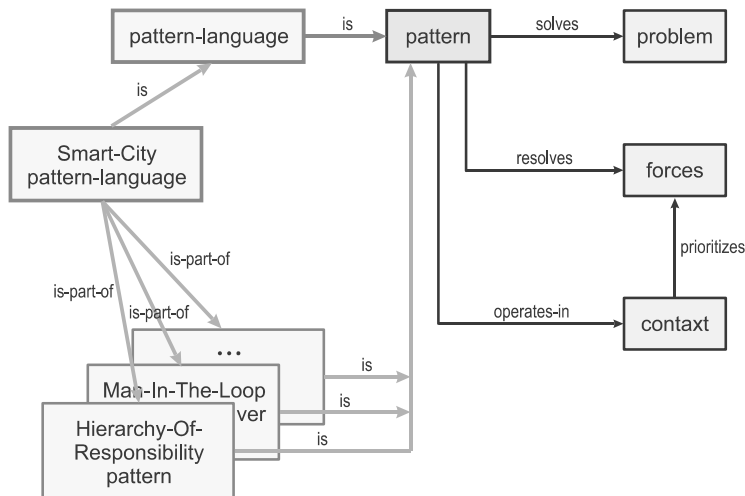 pattern-language
is
pattern
solves
problem
is
Smart-City
pattern-language
resolves
forces
prioritizes
is-part-of
is-part-of
is-part-of
operates-in
contaxt
...
is
Man-In-The-Loop
ver
is
Hierarchy-Of-
Responsibility
pattern
is